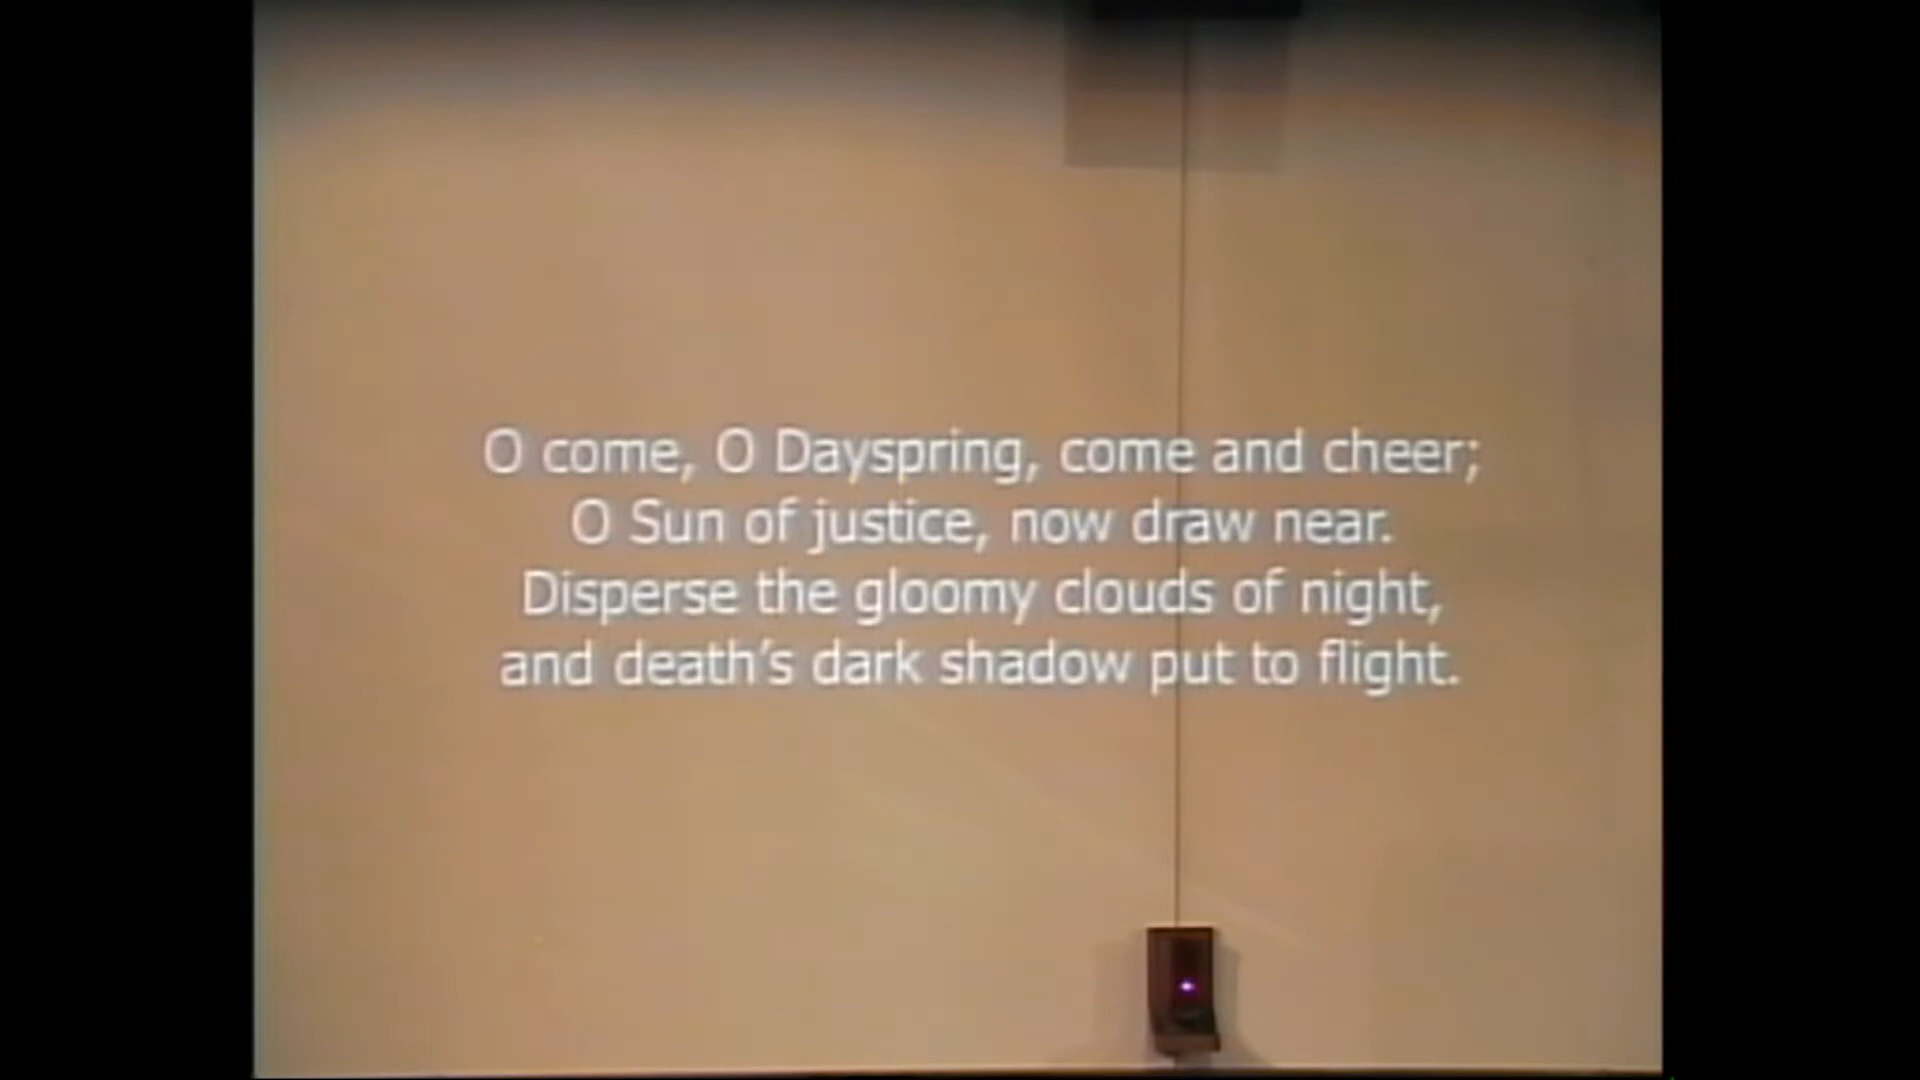 O come, O Dayspring, come and cheer;
O Sun of justice, now draw near.
Disperse the gloomy clouds of night,
and death’s dark shadow put to flight.